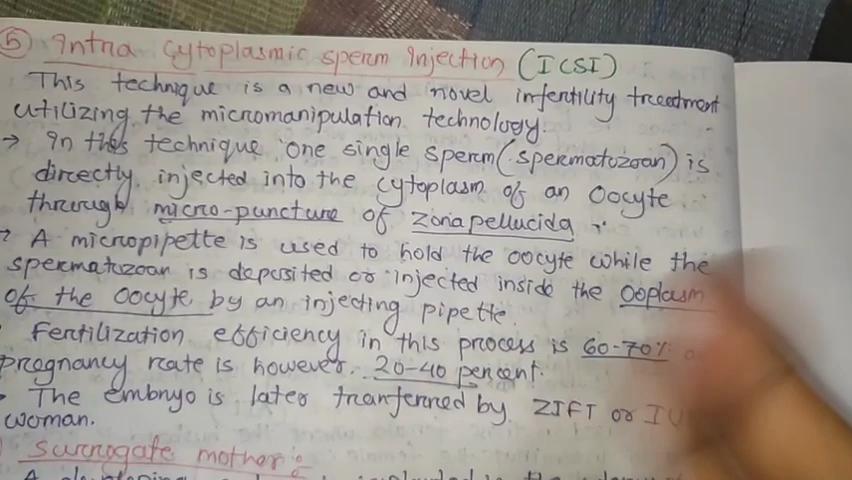 ⑤ Intra cytoplasmic sperm Injection (ICSI)
This technique is a new and novel infertility treatment
utilizing the micromanipulation technology.
→ In this technique one single sperm (spermatozoan) is
directly injected into the cytoplasm of an Oocyte
through micro-puncture of zona pellucida.
→ A micropipette is used to hold the oocyte while the
spermatozoan is deposited or injected inside the ooplasm
of the oocyte by an injecting pipette.
Fertilization efficiency in this process is 60-70%
pregnancy rate is however 20-40 percent.
The embryo is later tranferred by ZIFT or
woman.
Surrogate mother:
A developing